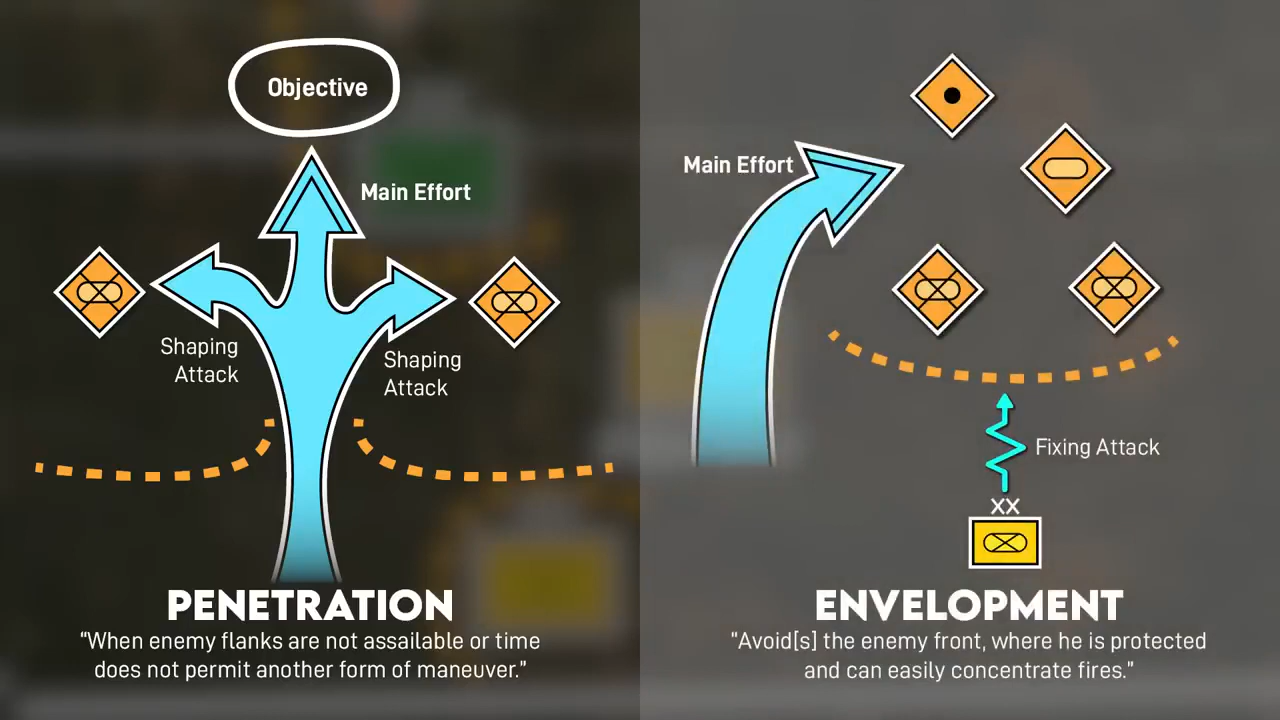 Objective
Main Effort
Shaping
Attack
Shaping
Attack
PENETRATION
“When enemy flanks are not assailable or time
does not permit another form of maneuver.”
Main Effort
Fixing Attack
XX
ENVELOPMENT
“Avoid[s] the enemy front, where he is protected
and can easily concentrate fires.”